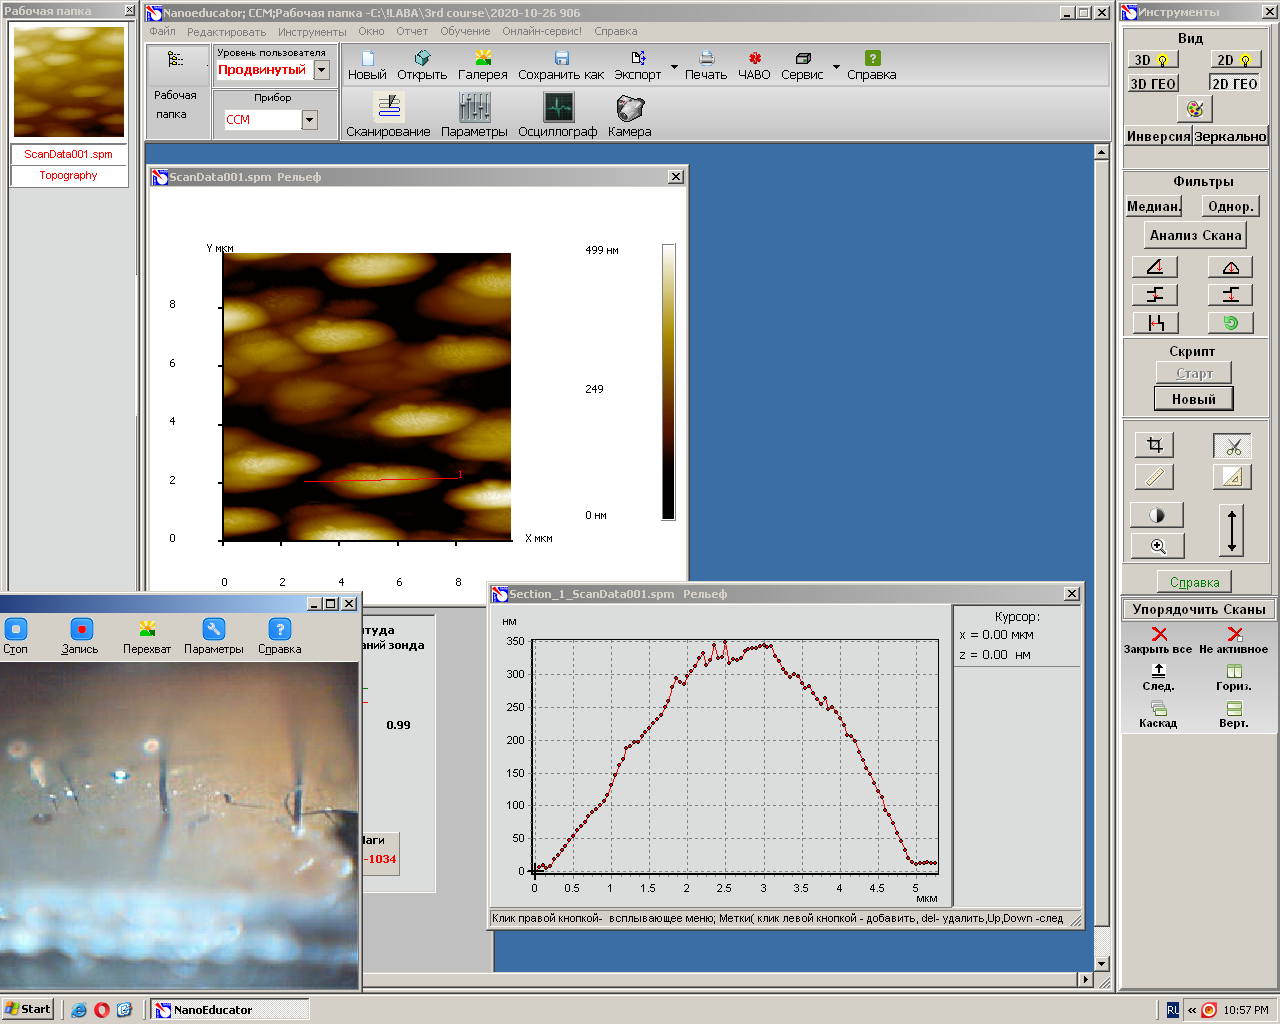 Рабочая папка
ScanData001.spm
Topography
Nanoeducator; ССМ;Рабочая папка -C:\!LABA\3rd course\2020-10-26 906
Файл Редактировать Инструменты Окно Отчет Обучение Онлайн-сервис! Справка
Рабочая
папка
Уровень пользователя
Продвинутый
Прибор
ССМ
Новый Открыть Галерея Сохранить как Экспорт Печать ЧАВО Сервис Справка
Сканирование Параметры Осциллограф Камера
ScanData001.spm Рельеф
Y мкм
8
6
4
2
0
0 2 4 6 8
X мкм
1
499 нм
249
0 нм
Стоп Запись Перехват Параметры Справка
туда
аний зонда
0.99
аги
-1034
Section_1_ScanData001.spm Рельеф
нм
350
300
250
200
150
100
50
0
0 0.5 1 1.5 2 2.5 3 3.5 4 4.5 5
мкм
Курсор:
x = 0.00 мкм
z = 0.00 нм
Клик правой кнопкой- всплывающее меню; Метки( клик левой кнопкой - добавить, del- удалить,Up,Down -след
Инструменты
Вид
3D 2D
3D ГЕО 2D ГЕО
Инверсия Зеркально
Фильтры
Медиан. Однор.
Анализ Скана
Скрипт
Старт
Новый
Справка
Упорядочить Сканы
Закрыть все Не активное
След. Гориз.
Каскад Верт.
Start
NanoEducator
RU
«
10:57 PM